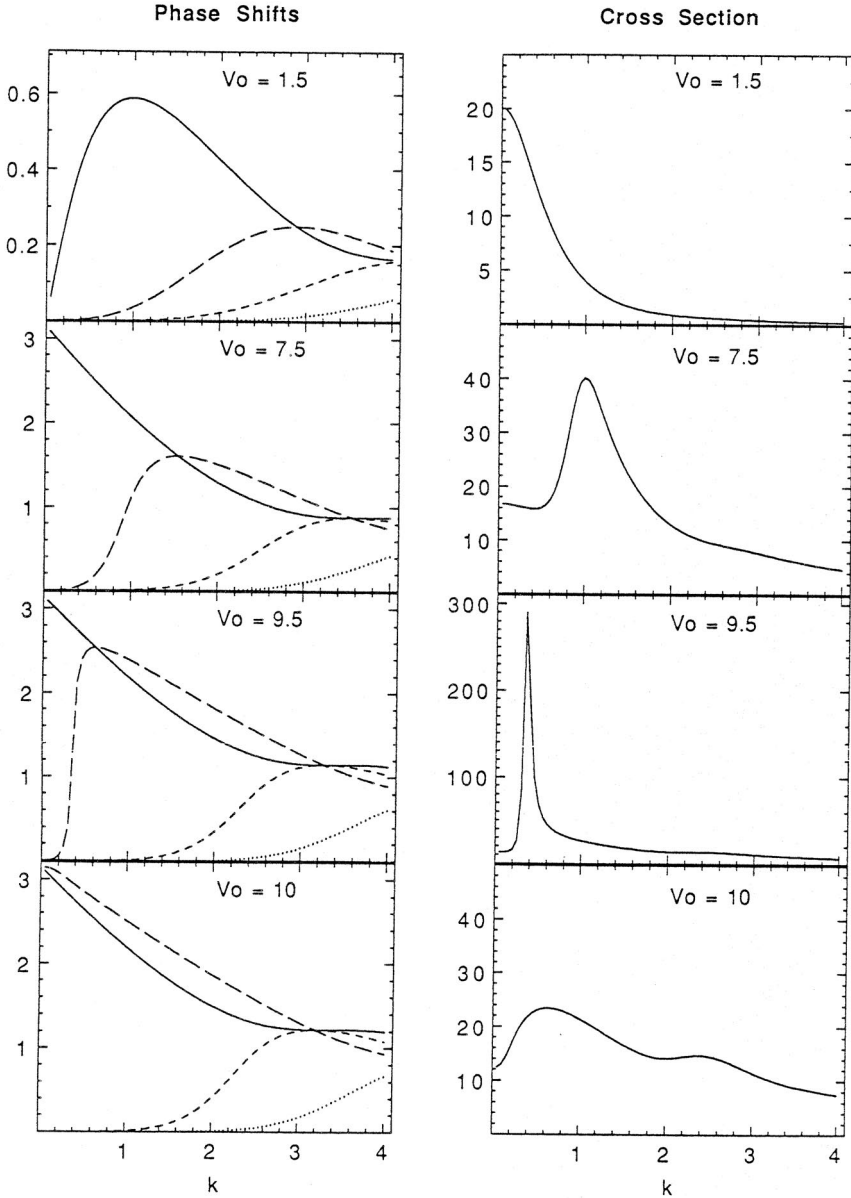 Phase Shifts
Cross Section
Vo = 1.5
0.6
0.4
0.2
Vo = 1.5
20
15
10
5
Vo = 7.5
3
2
1
Vo = 7.5
40
30
20
10
Vo = 9.5
3
2
1
Vo = 9.5
300
200
100
Vo = 10
3
2
1
1 2 3 4
k
Vo = 10
40
30
20
10
1 2 3 4
k